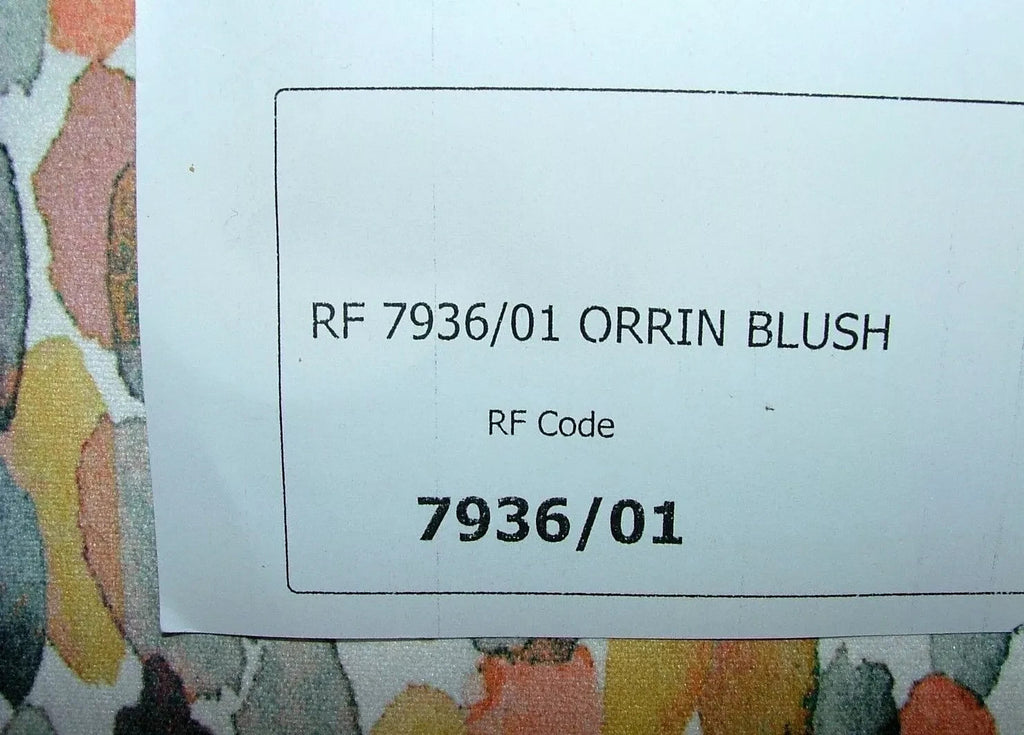 RF 7936/01 ORRIN BLUSH
RF Code
7936/01